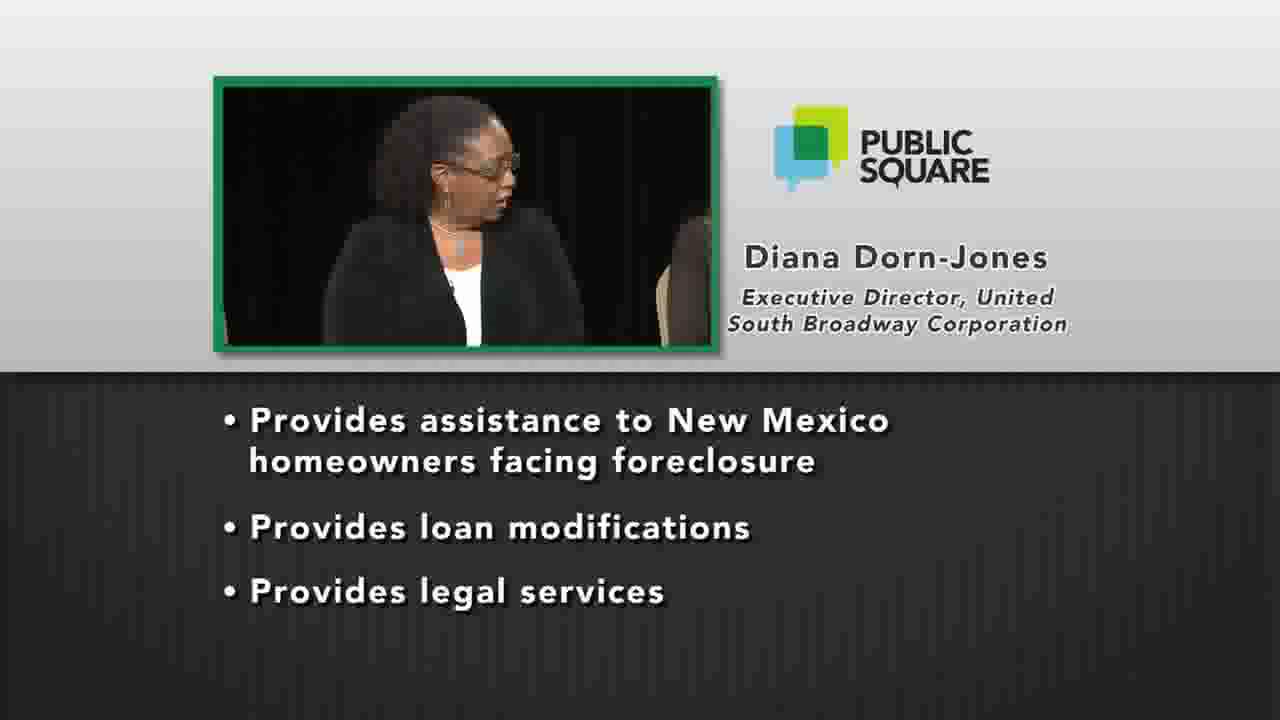 PUBLIC
SQUARE
Diana Dorn-Jones
Executive Director, United
South Broadway Corporation
• Provides assistance to New Mexico
homeowners facing foreclosure
• Provides loan modifications
• Provides legal services